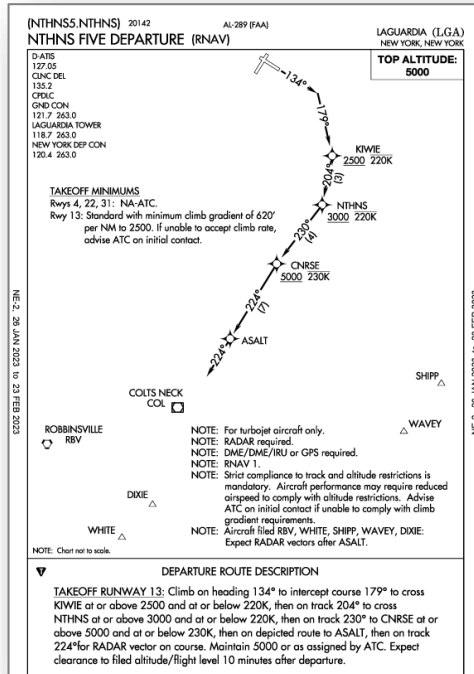 (NTHNS5.NTHNS) 20142
AL-289 (FAA)
LAGUARDIA (LGA)
NEW YORK, NEW YORK
NTHNS FIVE DEPARTURE (RNAV)
TOP ALTITUDE:
5000
D-ATIS
127.05
CLNC DEL
135.2
CPDLC
GND CON
121.7 263.0
LAGUARDIA TOWER
118.7 263.0
NEW YORK DEP CON
120.4 263.0
134°
179°
KIWIE
2500 220K
204°
(3)
NTHNS
3000 220K
230°
(4)
CNRSE
5000 230K
224°
(7)
ASALT
224°
TAKEOFF MINIMUMS
Rwys 4, 22, 31: NA-ATC.
Rwy 13: Standard with minimum climb gradient of 620'
per NM to 2500. If unable to accept climb rate,
advise ATC on initial contact.
NE-2, 26 JAN 2023 to 23 FEB 2023
NE-2, 26 JAN 2023 to 23 FEB 2023
SHIPP
COLTS NECK
COL
WAVEY
ROBBINSVILLE
RBV
DIXIE
WHITE
NOTE: Chart not to scale.
NOTE: For turbojet aircraft only.
NOTE: RADAR required.
NOTE: DME/DME/IRU or GPS required.
NOTE: RNAV 1.
NOTE: Strict compliance to track and altitude restrictions is
mandatory. Aircraft performance may require reduced
airspeed to comply with altitude restrictions. Advise
ATC on initial contact if unable to comply with climb
gradient requirements.
NOTE: Aircraft filed RBV, WHITE, SHIPP, WAVEY, DIXIE:
Expect RADAR vectors after ASALT.
DEPARTURE ROUTE DESCRIPTION
TAKEOFF RUNWAY 13: Climb on heading 134° to intercept course 179° to cross
KIWIE at or above 2500 and at or below 220K, then on track 204° to cross
NTHNS at or above 3000 and at or below 220K, then on track 230° to CNRSE at or
above 5000 and at or below 230K, then on depicted route to ASALT, then on track
224°for RADAR vector on course. Maintain 5000 or as assigned by ATC. Expect
clearance to filed altitude/flight level 10 minutes after departure.